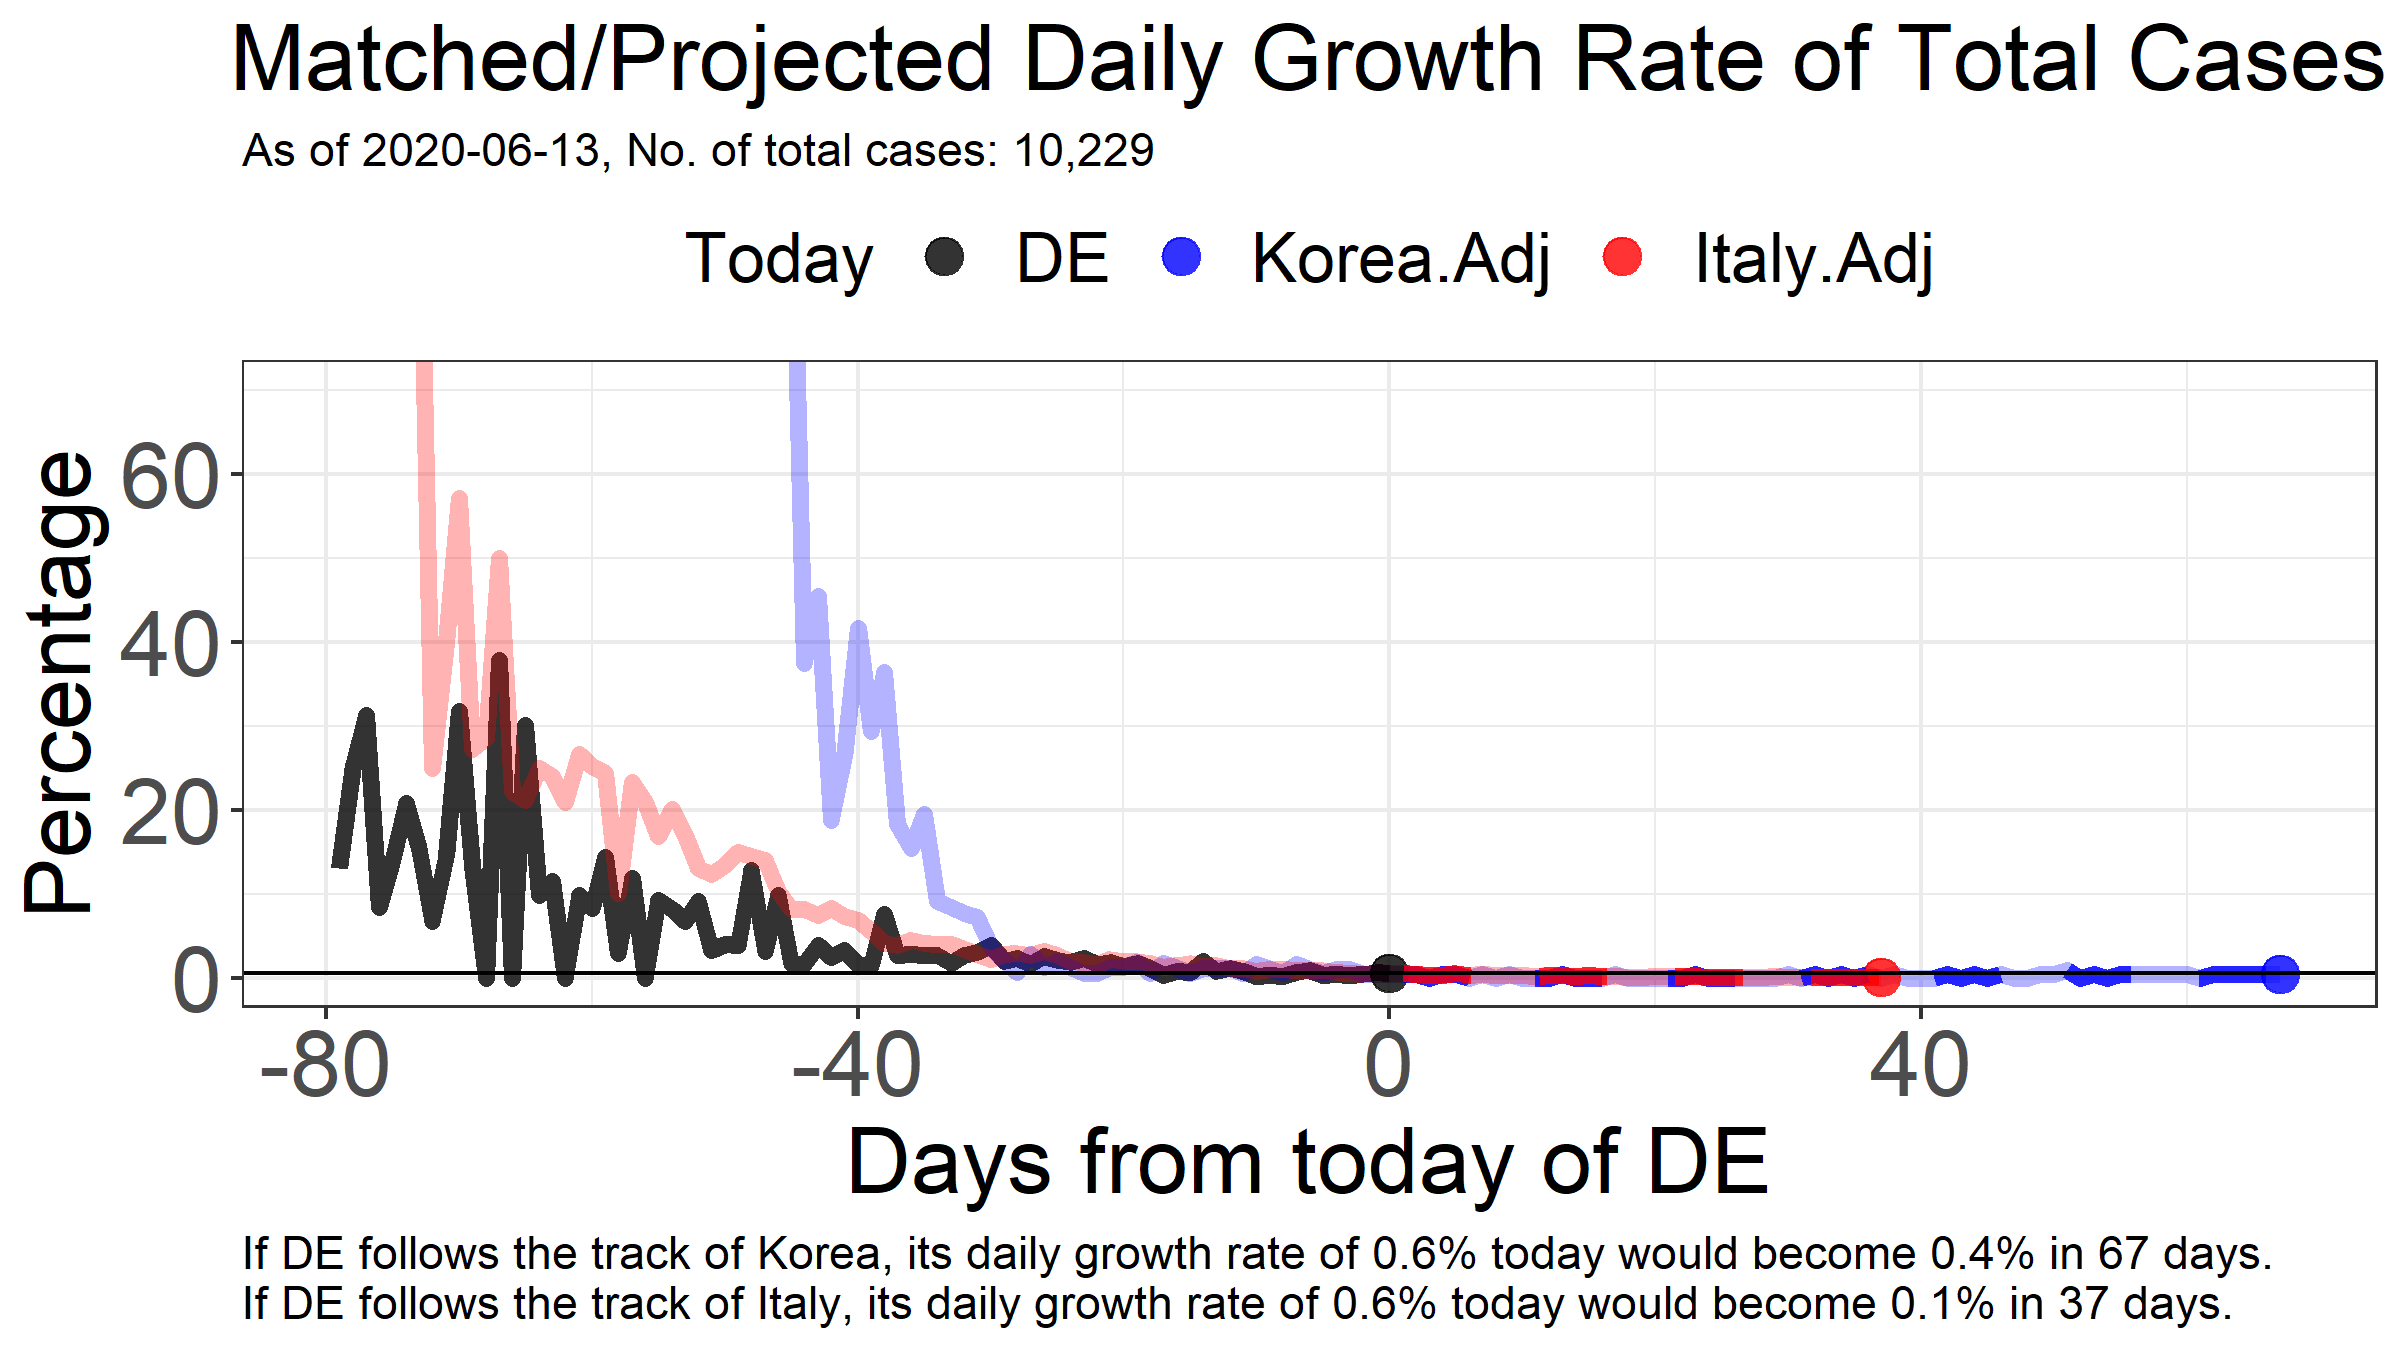 Matched/Projected Daily Growth Rate of Total Cases
As of 2020-06-13, No. of total cases: 10,229
Today DE Korea.Adj Italy.Adj
Percentage
60
40
20
0
-80 -40 0 40
Days from today of DE
If DE follows the track of Korea, its daily growth rate of 0.6% today would become 0.4% in 67 days.
If DE follows the track of Italy, its daily growth rate of 0.6% today would become 0.1% in 37 days.